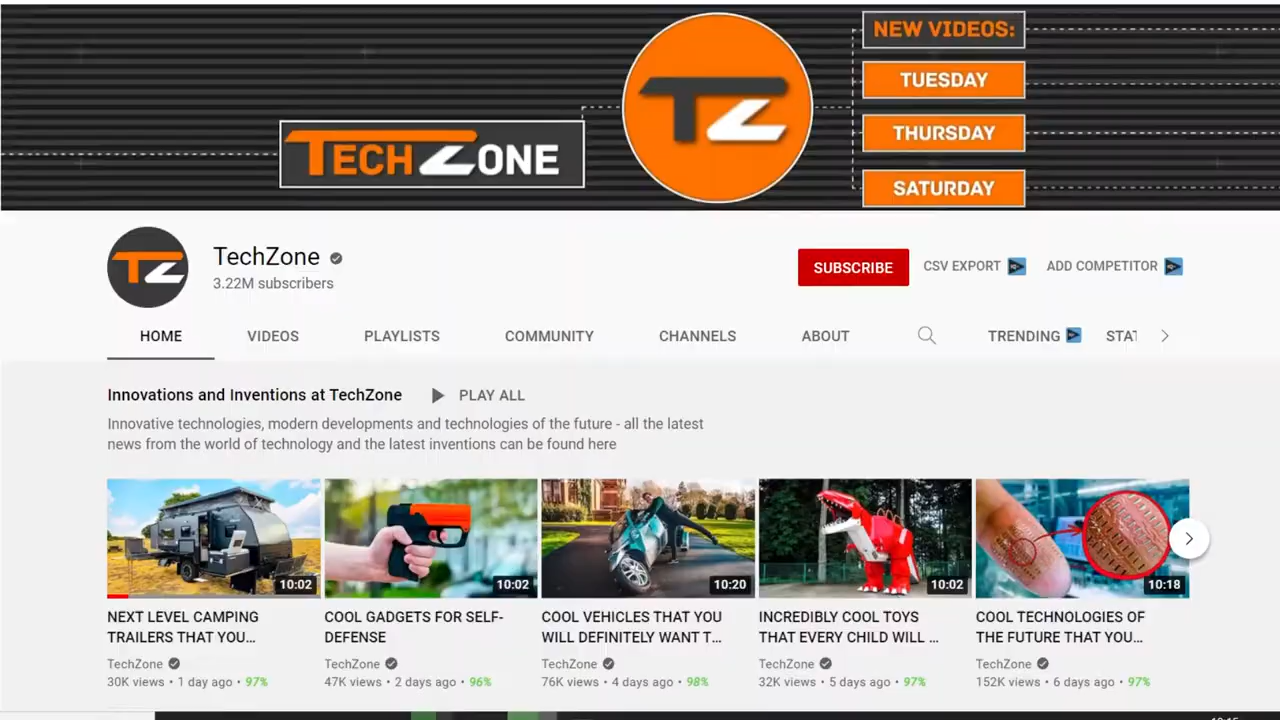 NEW VIDEOS:
TUESDAY
THURSDAY
SATURDAY
TECHZONE
TZ
TZ
TechZone
3.22M subscribers
SUBSCRIBE
CSV EXPORT
ADD COMPETITOR
HOME
VIDEOS
PLAYLISTS
COMMUNITY
CHANNELS
ABOUT
TRENDING
STAT
Innovations and Inventions at TechZone
PLAY ALL
Innovative technologies, modern developments and technologies of the future - all the latest
news from the world of technology and the latest inventions can be found here
10:02
10:02
10:20
10:02
10:18
NEXT LEVEL CAMPING
TRAILERS THAT YOU...
TechZone
30K views • 1 day ago • 97%
COOL GADGETS FOR SELF-
DEFENSE
TechZone
47K views • 2 days ago • 96%
COOL VEHICLES THAT YOU
WILL DEFINITELY WANT T...
TechZone
76K views • 4 days ago • 98%
INCREDIBLY COOL TOYS
THAT EVERY CHILD WILL ...
TechZone
32K views • 5 days ago • 97%
COOL TECHNOLOGIES OF
THE FUTURE THAT YOU...
TechZone
152K views • 6 days ago • 97%